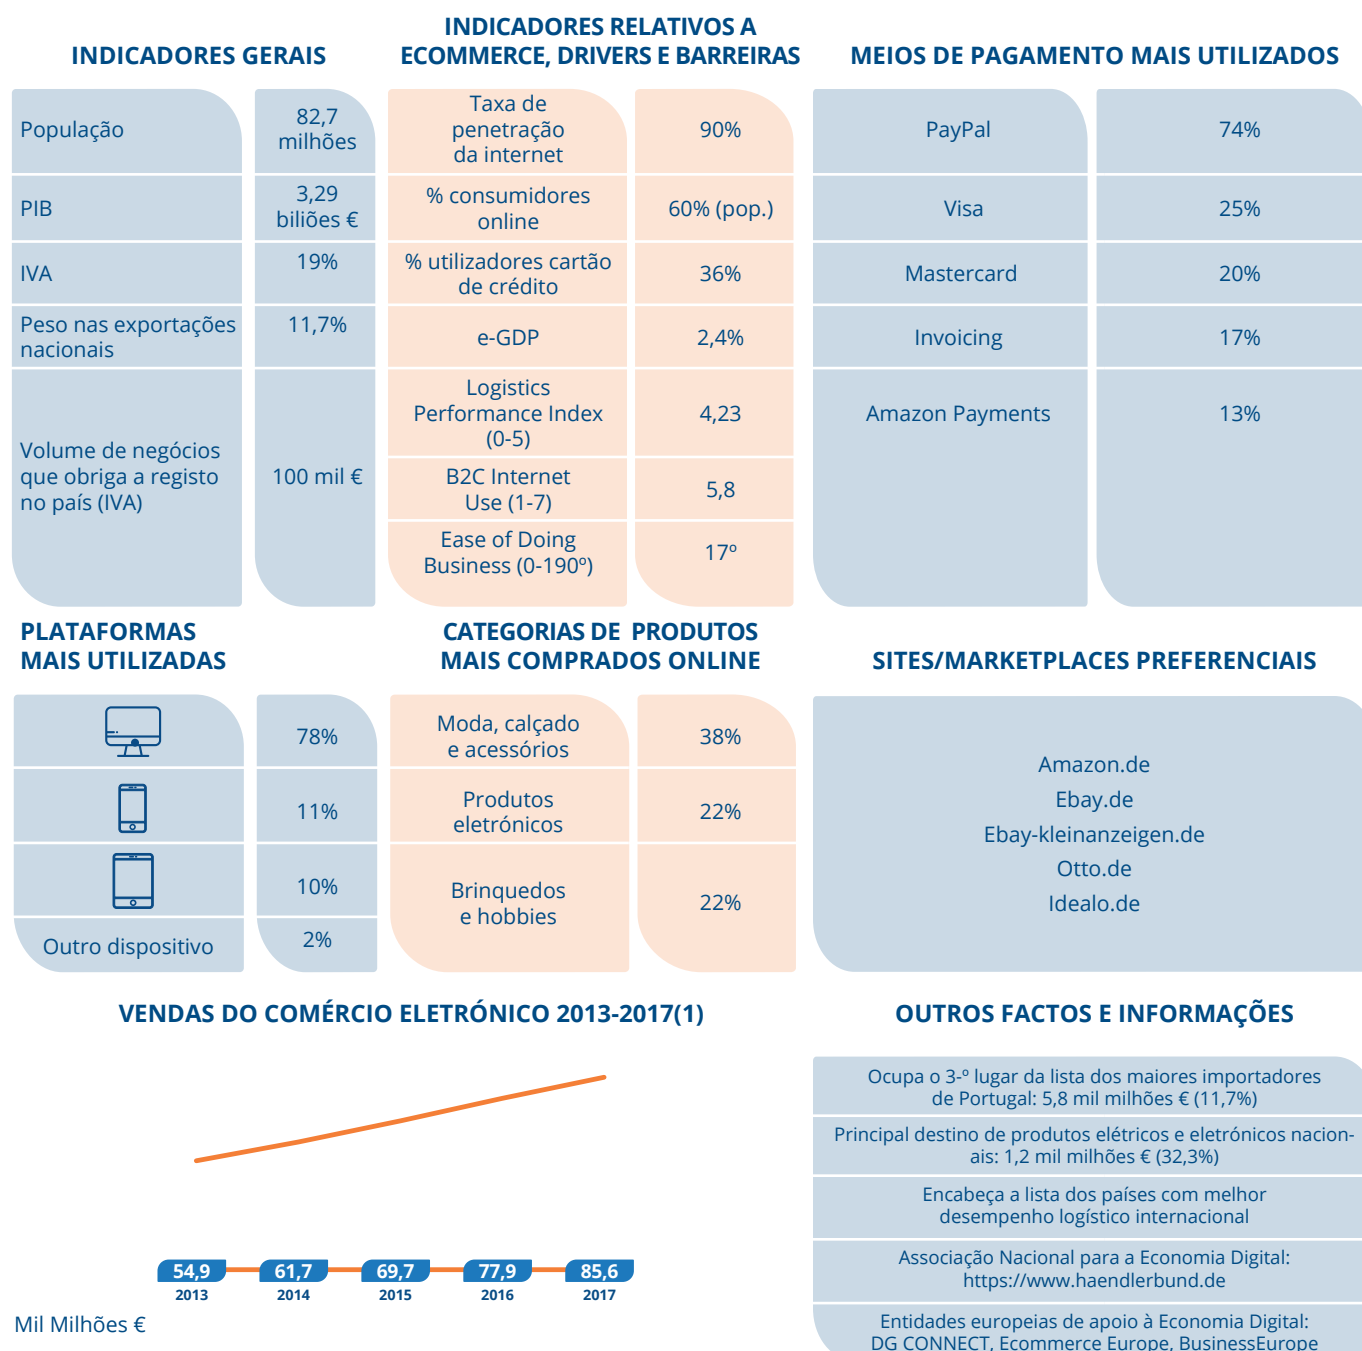 INDICADORES GERAIS
População
82,7
milhões
PIB
3,29
biliões €
IVA
19%
Peso nas exportações
nacionais
11,7%
Volume de negócios
que obriga a registo
no país (IVA)
100 mil €
INDICADORES RELATIVOS A
ECOMMERCE, DRIVERS E BARREIRAS
Taxa de
penetração
da internet
90%
% consumidores
online
60% (pop.)
% utilizadores cartão
de crédito
36%
e-GDP
2,4%
Logistics
Performance Index
(0-5)
4,23
B2C Internet
Use (1-7)
5,8
Ease of Doing
Business (0-190º)
17º
MEIOS DE PAGAMENTO MAIS UTILIZADOS
PayPal
74%
Visa
25%
Mastercard
20%
Invoicing
17%
Amazon Payments
13%
PLATAFORMAS
MAIS UTILIZADAS
78%
11%
10%
Outro dispositivo
2%
CATEGORIAS DE PRODUTOS
MAIS COMPRADOS ONLINE
Moda, calçado
e acessórios
38%
Produtos
eletrónicos
22%
Brinquedos
e hobbies
22%
SITES/MARKETPLACES PREFERENCIAIS
Amazon.de
Ebay.de
Ebay-kleinanzeigen.de
Otto.de
Idealo.de
VENDAS DO COMÉRCIO ELETRÓNICO 2013-2017(1)
54,9 61,7 69,7 77,9 85,6
2013 2014 2015 2016 2017
Mil Milhões €
OUTROS FACTOS E INFORMAÇÕES
Ocupa o 3-º lugar da lista dos maiores importadores
de Portugal: 5,8 mil milhões € (11,7%)
Principal destino de produtos elétricos e eletrónicos nacion-
ais: 1,2 mil milhões € (32,3%)
Encabeça a lista dos países com melhor
desempenho logístico internacional
Associação Nacional para a Economia Digital:
https://www.haendlerbund.de
Entidades europeias de apoio à Economia Digital:
DG CONNECT, Ecommerce Europe, BusinessEurope